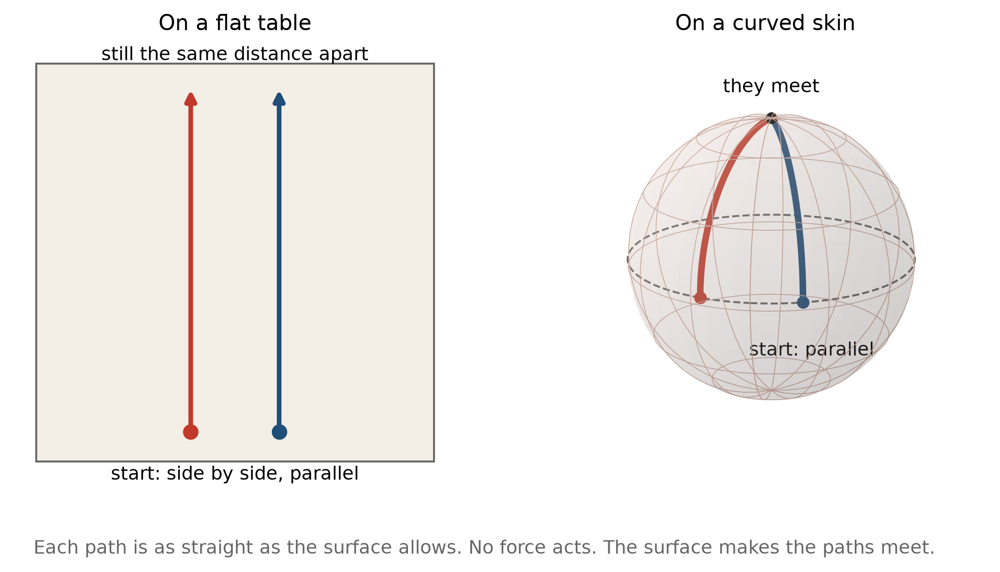 On a flat table
still the same distance apart
start: side by side, parallel
On a curved skin
they meet
start: parallel
Each path is as straight as the surface allows. No force acts. The surface makes the paths meet.